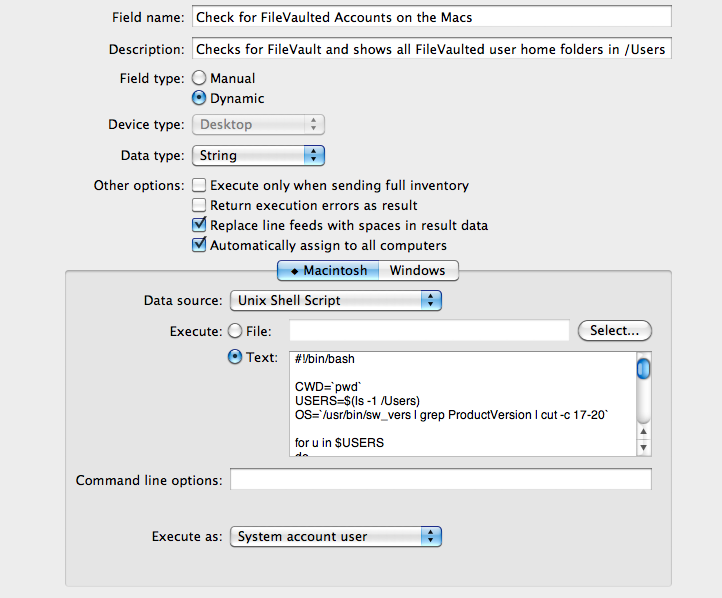 Field name: Check for FileVaulted Accounts on the Macs
Description: Checks for FileVault and shows all FileVaulted user home folders in /Users
Field type: Manual
Dynamic
Device type: Desktop
Data type: String
Other options: Execute only when sending full inventory
Return execution errors as result
Replace line feeds with spaces in result data
Automatically assign to all computers
◆ Macintosh Windows
Data source: Unix Shell Script
Execute: File: Select...
Text: #!/bin/bash
CWD=`pwd`
USERS=$(ls -1 /Users)
OS=`/usr/bin/sw_vers | grep ProductVersion | cut -c 17-20`
for u in $USERS
do
Command line options:
Execute as: System account user